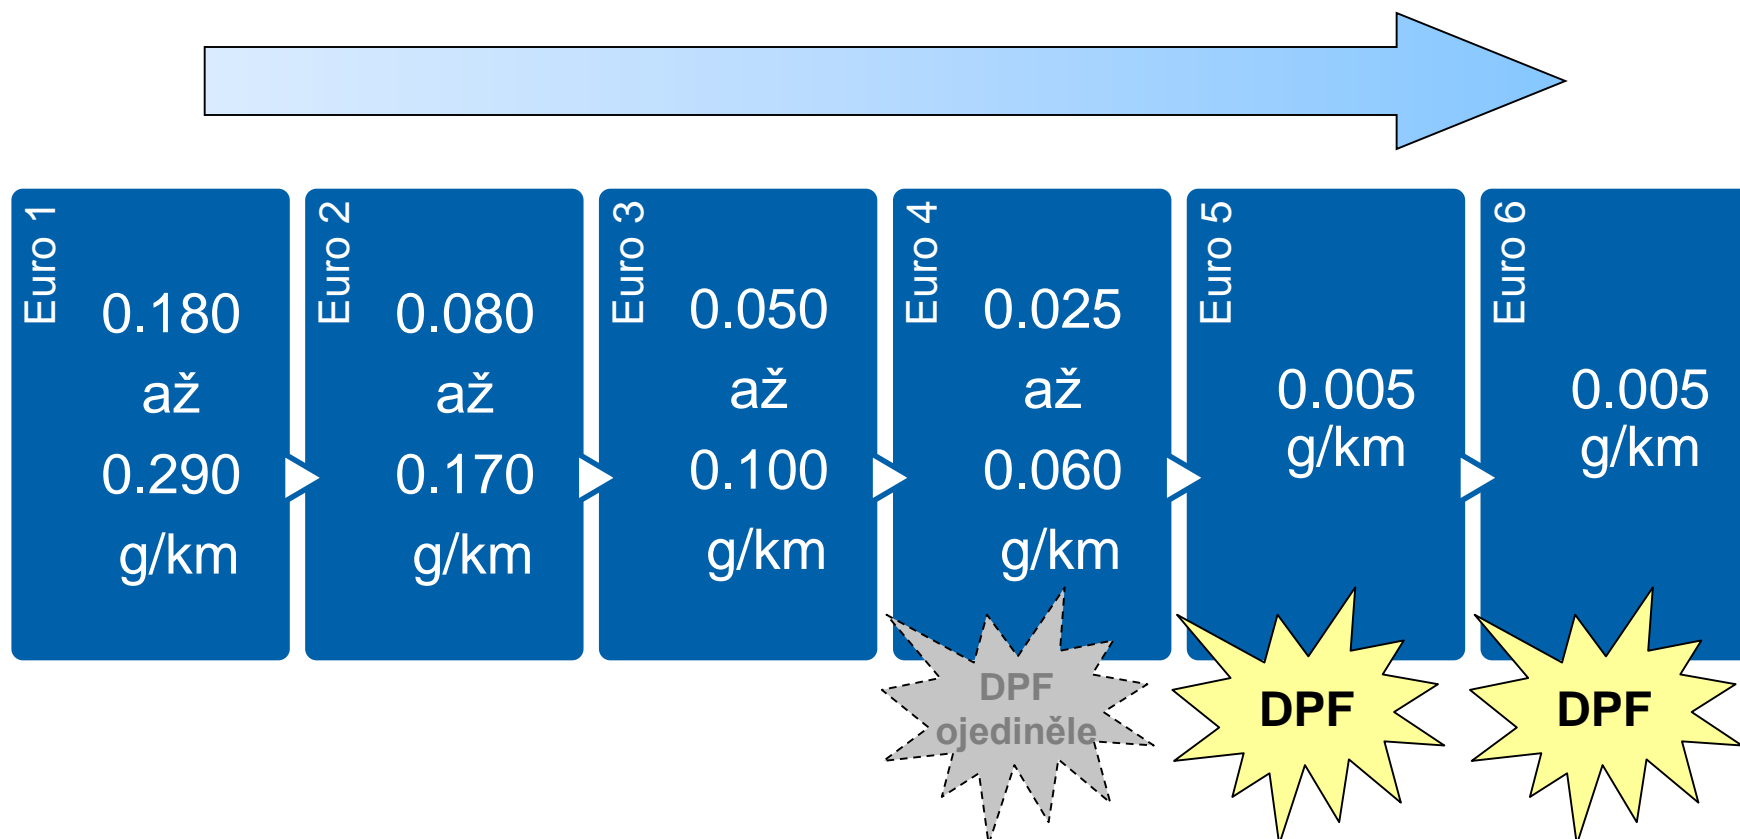 Euro 1
0.180
až
0.290
g/km
Euro 2
0.080
až
0.170
g/km
Euro 3
0.050
až
0.100
g/km
Euro 4
0.025
až
0.060
g/km
DPF
ojediněle
Euro 5
0.005
g/km
DPF
Euro 6
0.005
g/km
DPF